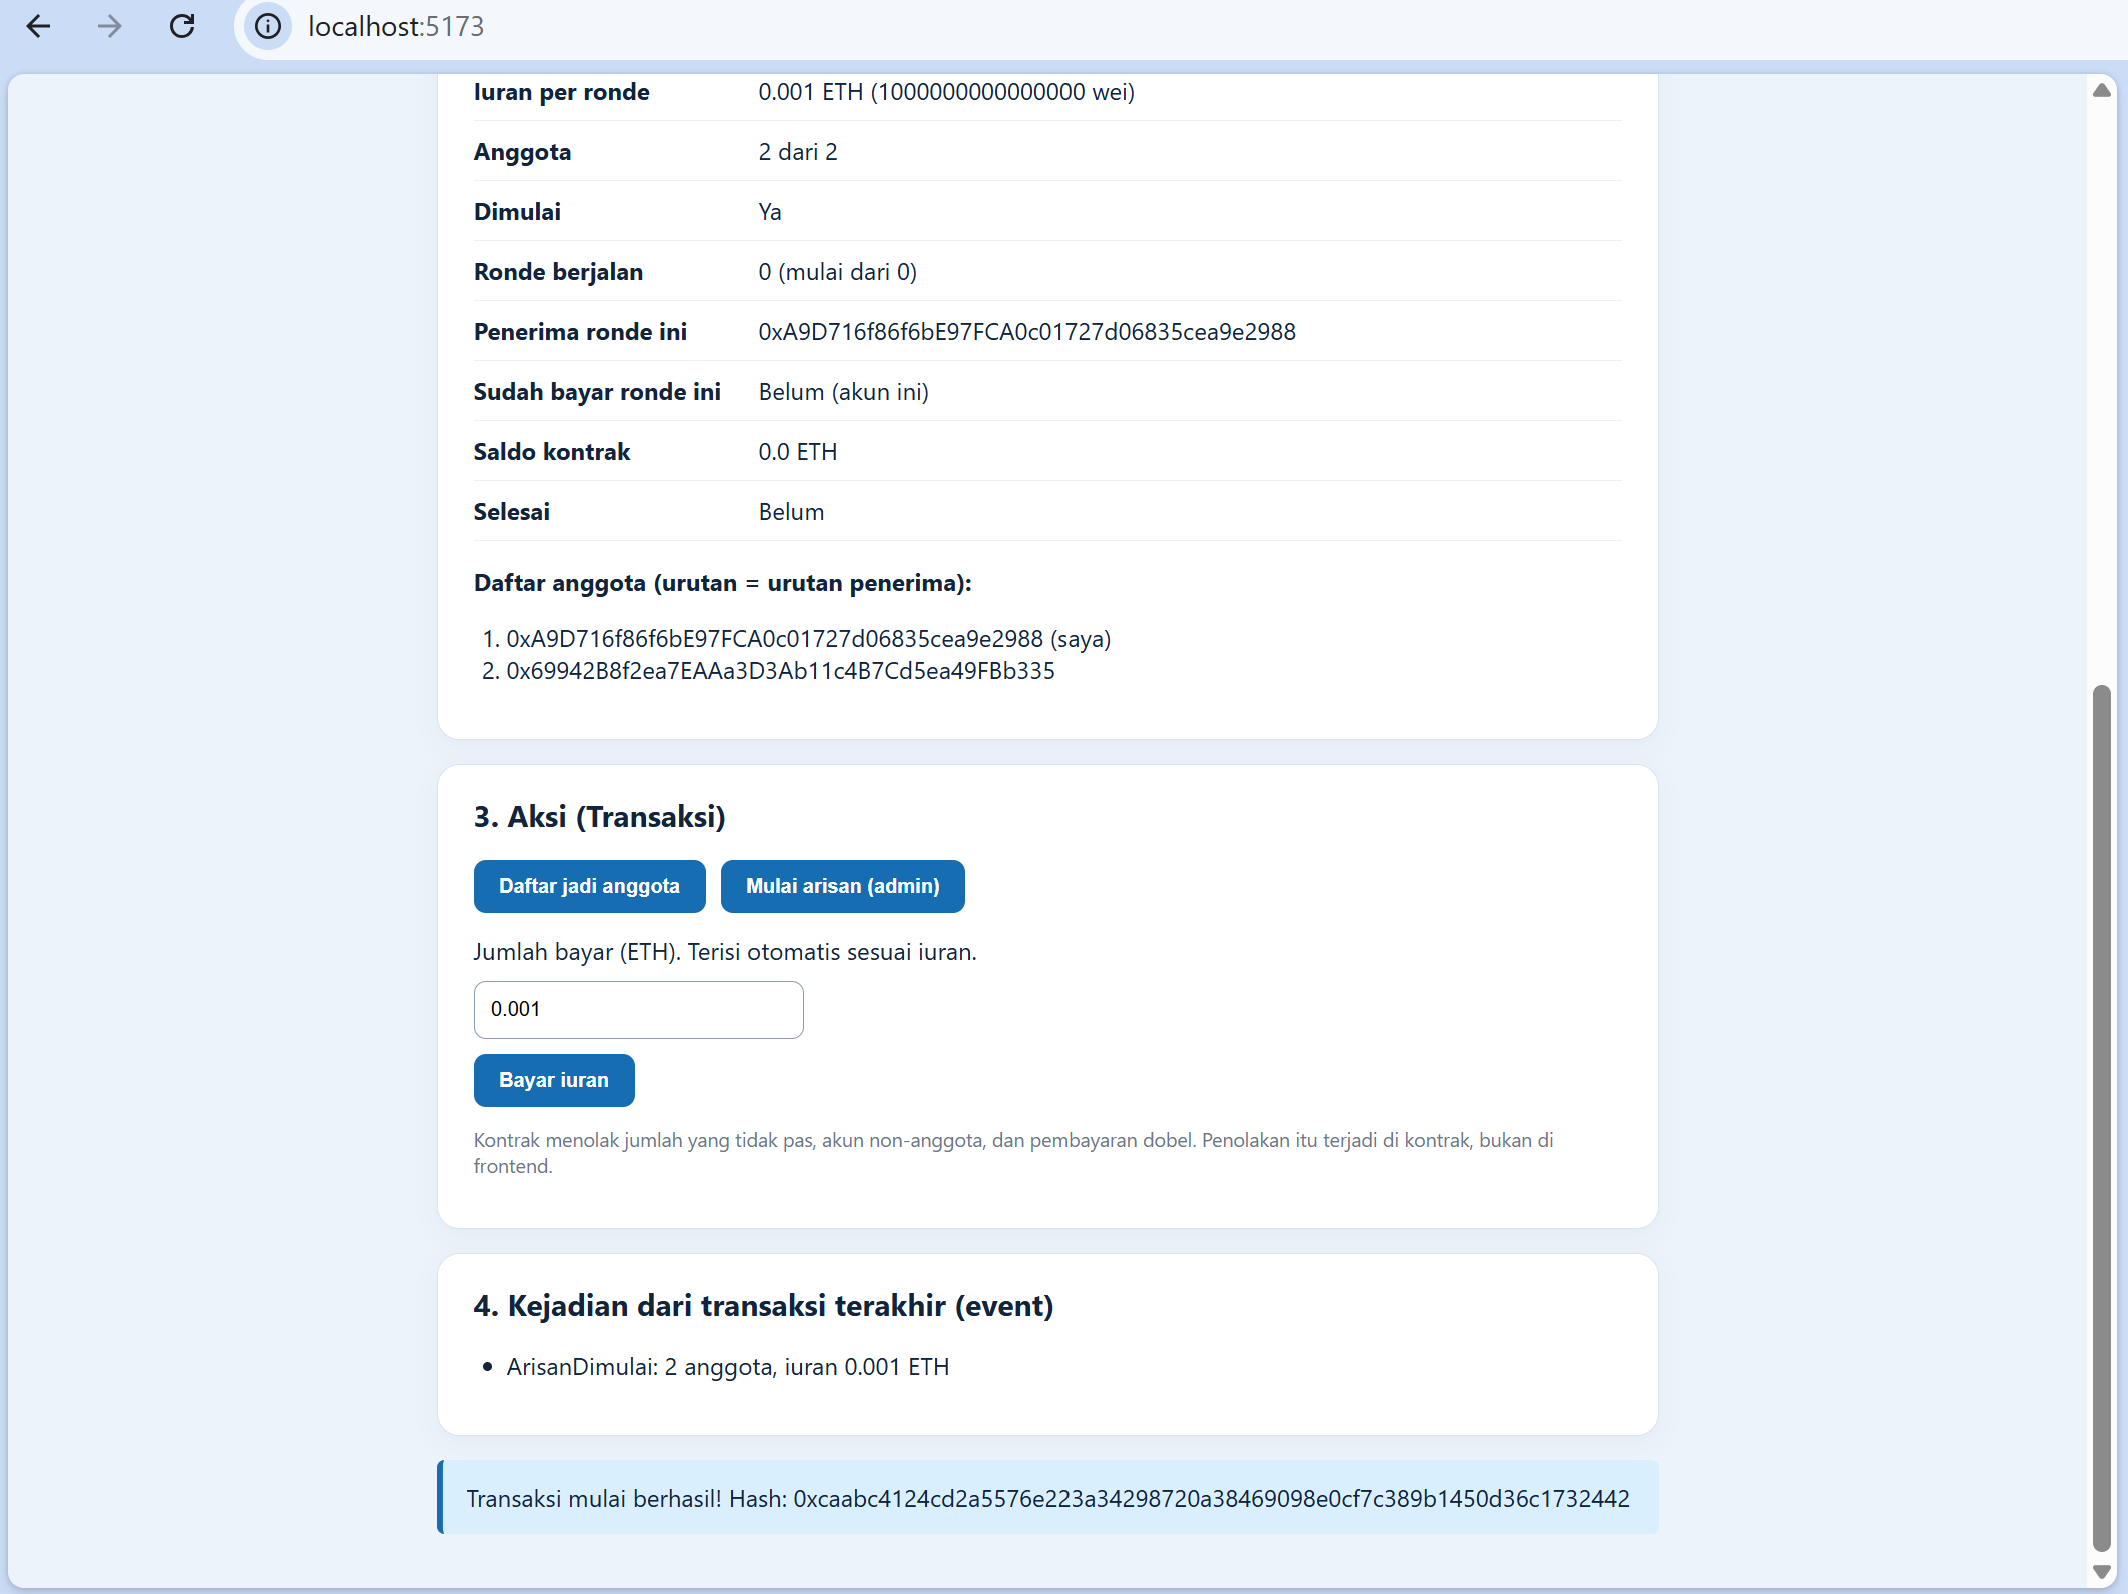 localhost:5173
Iuran per ronde 0.001 ETH (1000000000000000 wei)
Anggota 2 dari 2
Dimulai Ya
Ronde berjalan 0 (mulai dari 0)
Penerima ronde ini 0xA9D716f86f6bE97FCA0c01727d06835cea9e2988
Sudah bayar ronde ini Belum (akun ini)
Saldo kontrak 0.0 ETH
Selesai Belum
Daftar anggota (urutan = urutan penerima):
1. 0xA9D716f86f6bE97FCA0c01727d06835cea9e2988 (saya)
2. 0x69942B8f2ea7EAAa3D3Ab11c4B7Cd5ea49FBb335
3. Aksi (Transaksi)
Daftar jadi anggota Mulai arisan (admin)
Jumlah bayar (ETH). Terisi otomatis sesuai iuran.
0.001
Bayar iuran
Kontrak menolak jumlah yang tidak pas, akun non-anggota, dan pembayaran dobel. Penolakan itu terjadi di kontrak, bukan di
frontend.
4. Kejadian dari transaksi terakhir (event)
• ArisanDimulai: 2 anggota, iuran 0.001 ETH
Transaksi mulai berhasil! Hash: 0xcaabc4124cd2a5576e223a34298720a38469098e0cf7c389b1450d36c1732442